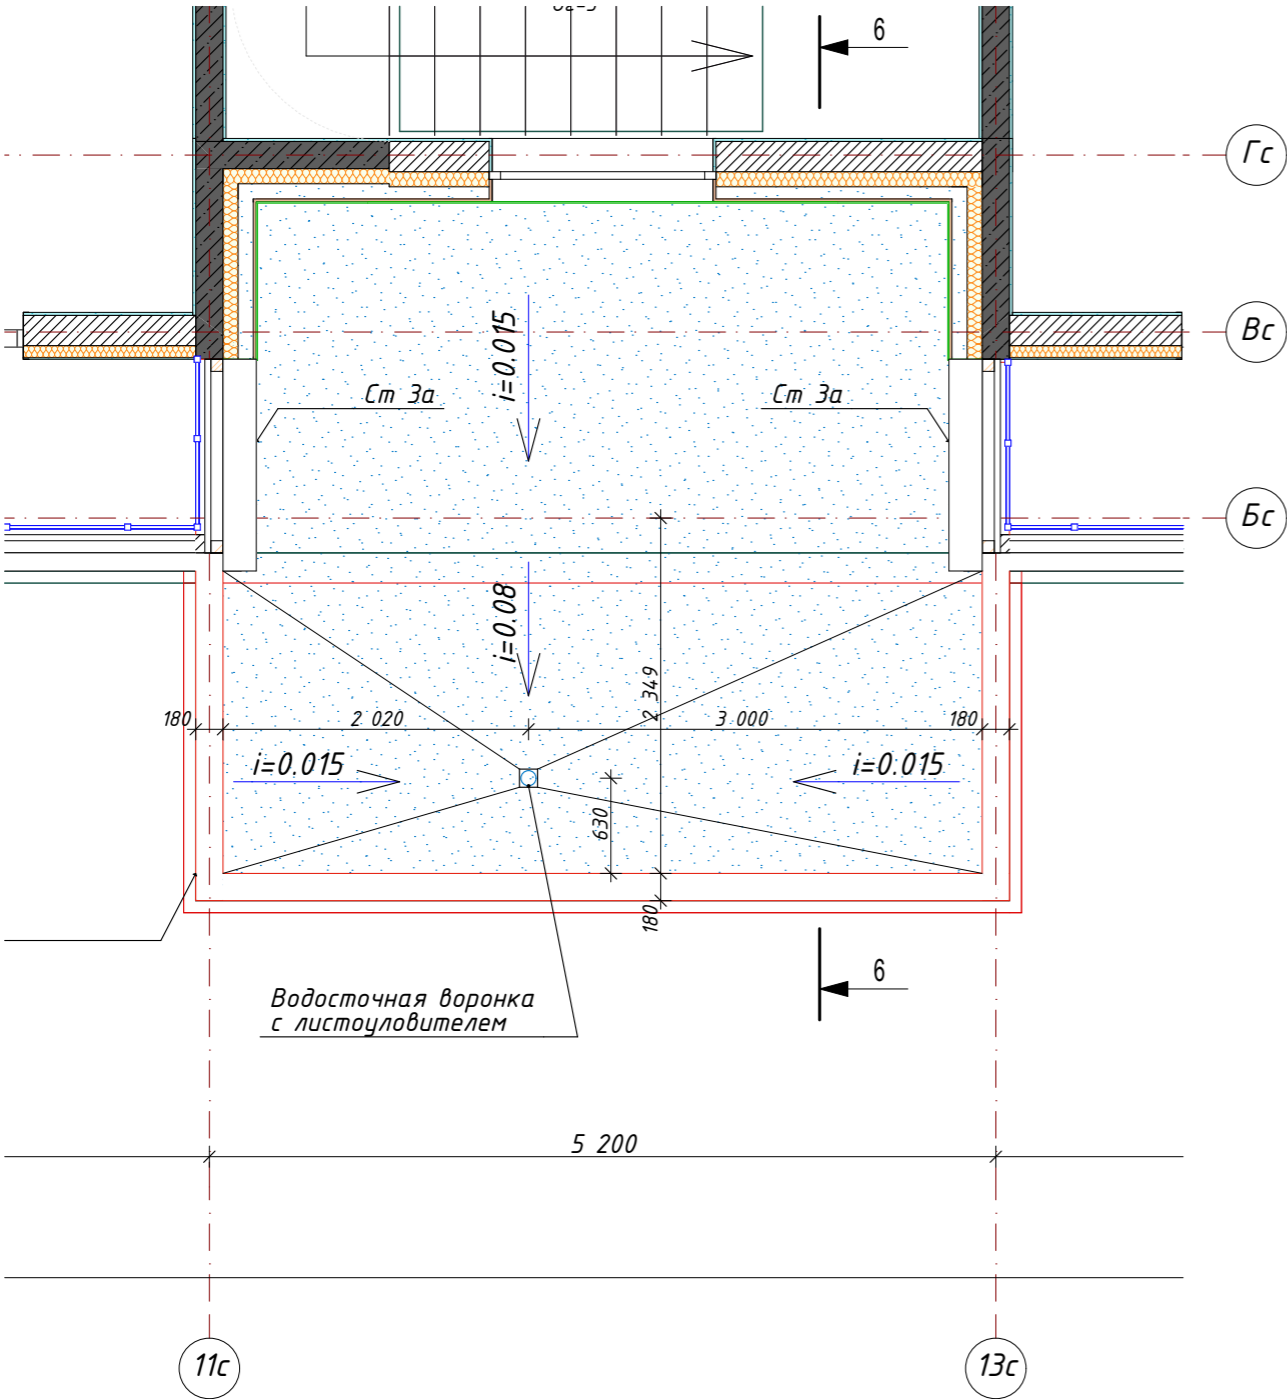 6
Гс
i=0.015
Вс
Ст 3а
Ст 3а
Бс
i=0.08
2 349
180
2 020
3 000
180
i=0.015
i=0.015
630
180
6
Водосточная воронка
с листоуловителем
5 200
11с
13с